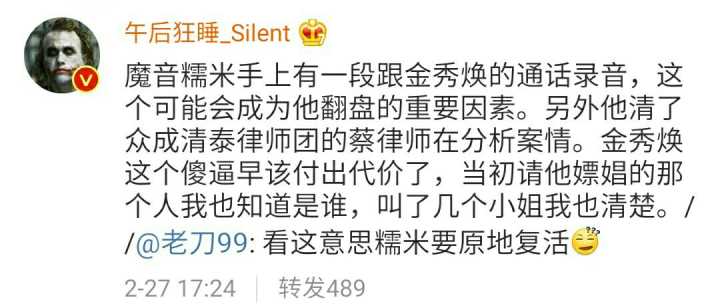 午后狂睡_Silent
魔音糯米手上有一段跟金秀焕的通话录音，这
个可能会成为他翻盘的重要因素。另外他清了
众成清泰律师团的蔡律师在分析案情。金秀焕
这个傻逼早该付出代价了，当初请他嫖娼的那
个人我也知道是谁，叫了几个小姐我也清楚。/
/@老刀99: 看这意思糯米要原地复活
2-27 17:24 转发489